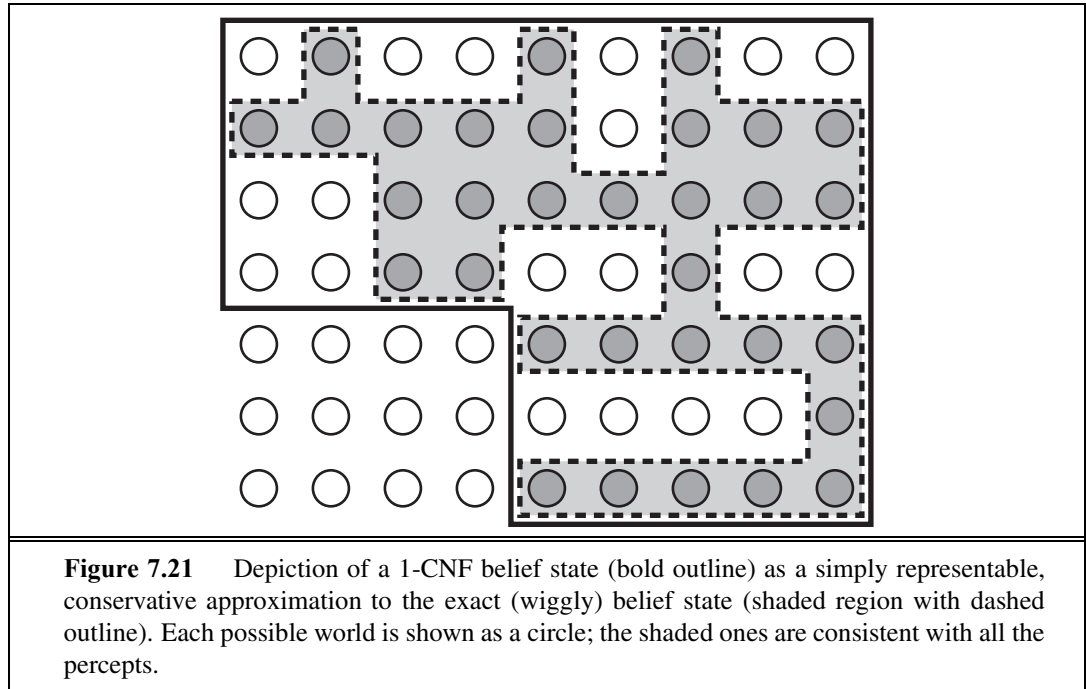 Figure 7.21 Depiction of a 1-CNF belief state (bold outline) as a simply representable,
conservative approximation to the exact (wiggly) belief state (shaded region with dashed
outline). Each possible world is shown as a circle; the shaded ones are consistent with all the
percepts.